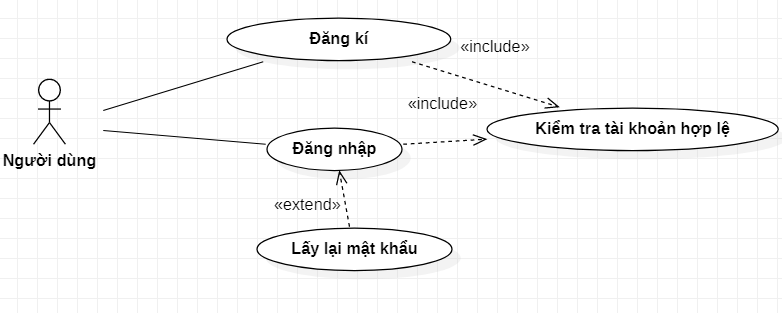 Đăng kí
«include»
«include»
Kiểm tra tài khoản hợp lệ
Người dùng
Đăng nhập
«extend»
Lấy lại mật khẩu